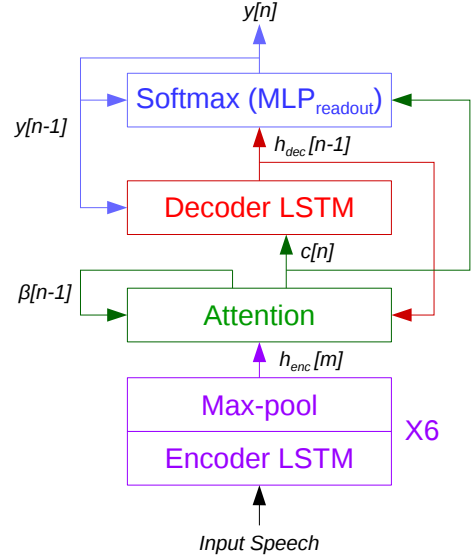 y[n]
Softmax (MLPreadout)
y[n-1]
hdec [n-1]
Decoder LSTM
c[n]
β[n-1]
Attention
henc [m]
Max-pool
X6
Encoder LSTM
Input Speech